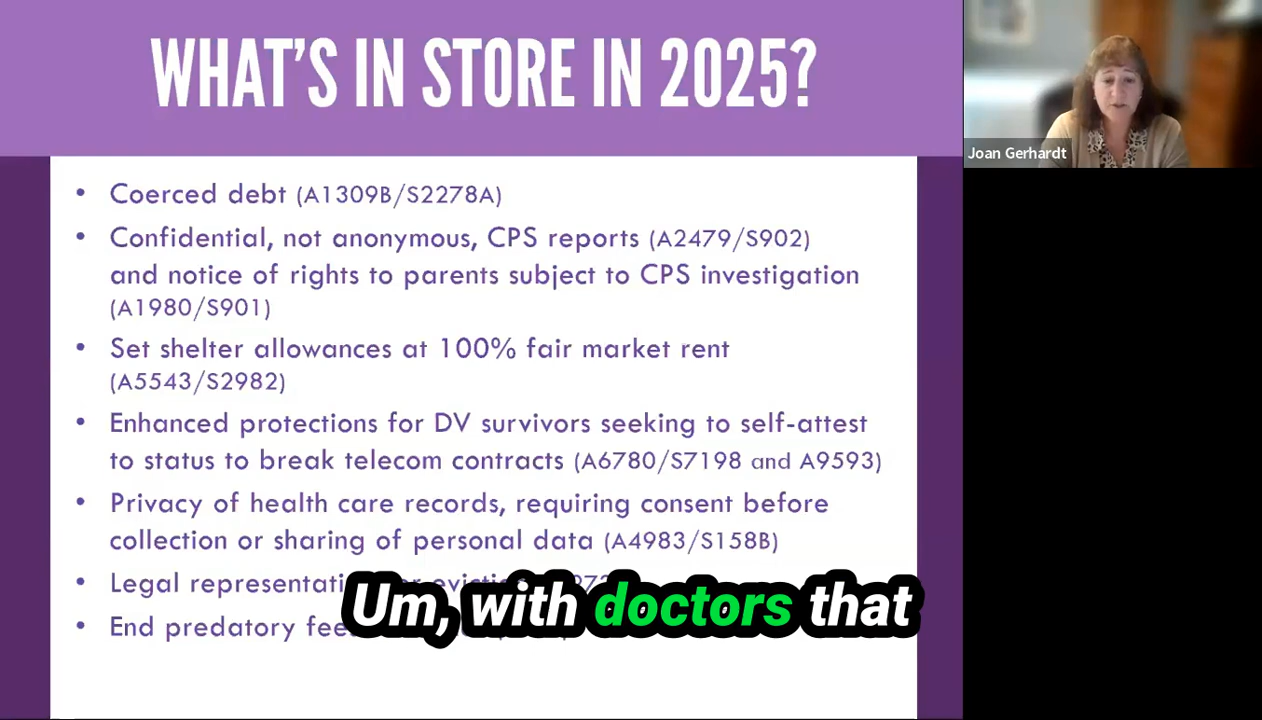 WHAT'S IN STORE IN 2025?
Joan Gerhardt
• Coerced debt (A1309B/S2278A)
• Confidential, not anonymous, CPS reports (A2479/S902)
and notice of rights to parents subject to CPS investigation
(A1980/S901)
• Set shelter allowances at 100% fair market rent
(A5543/S2982)
• Enhanced protections for DV survivors seeking to self-attest
to status to break telecom contracts (A6780/S7198 and A9593)
• Privacy of health care records, requiring consent before
collection or sharing of personal data (A4983/S158B)
• Legal
• End predatory
Um, with doctors that